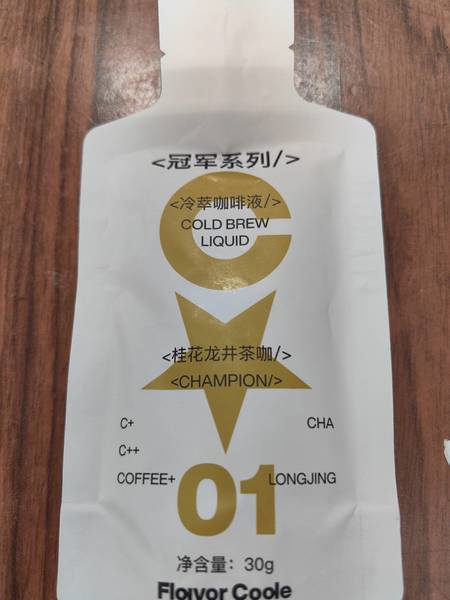 <冠军系列/>
C
<冷萃咖啡液/>
COLD BREW
LIQUID
<桂花龙井茶咖/>
<CHAMPION/>
C+ CHA
C++
COFFEE+ LONGJING
01
净含量：30g
Flaivor Coole